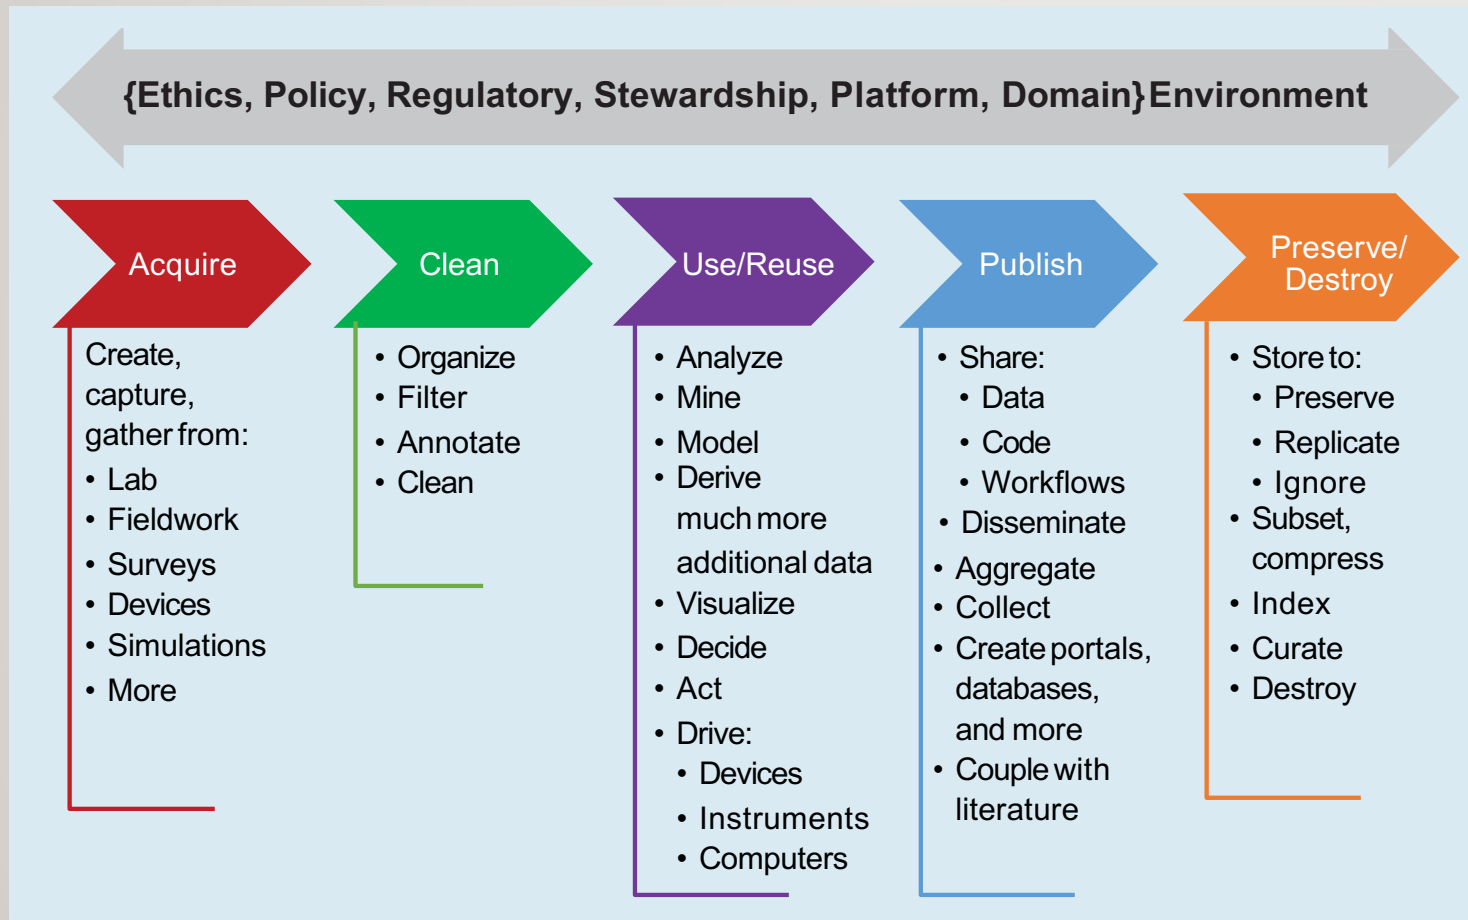 {Ethics, Policy, Regulatory, Stewardship, Platform, Domain} Environment
Acquire
Create,
capture,
gather from:
• Lab
• Fieldwork
• Surveys
• Devices
• Simulations
• More
Clean
• Organize
• Filter
• Annotate
• Clean
Use/Reuse
• Analyze
• Mine
• Model
• Derive
much more
additional data
• Visualize
• Decide
• Act
• Drive:
• Devices
• Instruments
• Computers
Publish
• Share:
• Data
• Code
• Workflows
• Disseminate
• Aggregate
• Collect
• Create portals,
databases,
and more
• Couple with
literature
Preserve/
Destroy
• Store to:
• Preserve
• Replicate
• Ignore
• Subset,
compress
• Index
• Curate
• Destroy